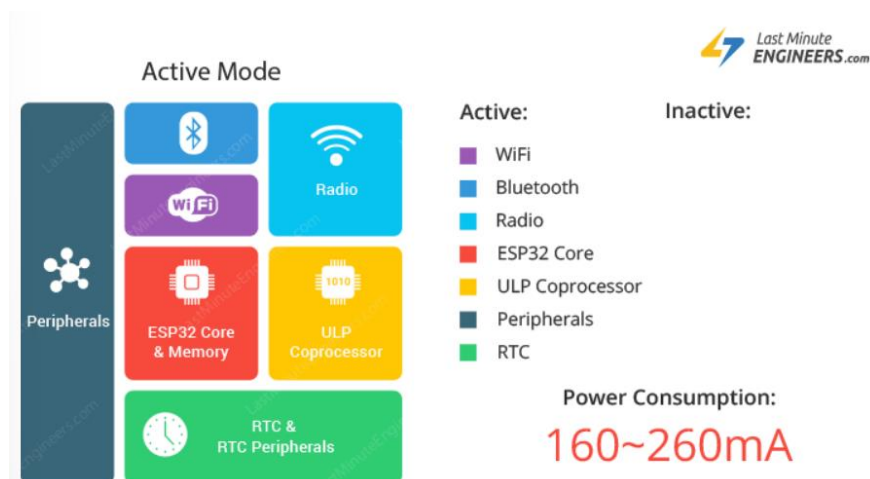 Last Minute
ENGINEERS.com
Active Mode
WiFi
Radio
Peripherals
ESP32 Core
& Memory
1010
ULP
Coprocessor
RTC &
RTC Peripherals
Active:
Inactive:
WiFi
Bluetooth
Radio
ESP32 Core
ULP Coprocessor
Peripherals
RTC
Power Consumption:
160~260mA